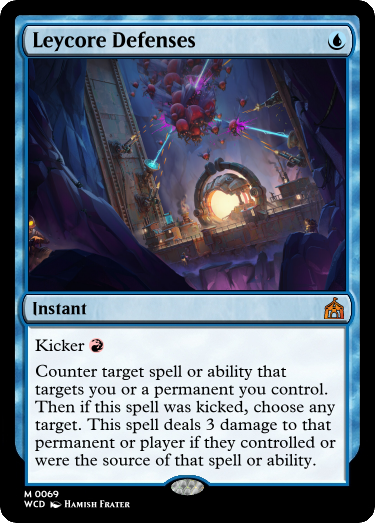 Leycore Defenses
Instant
Kicker
Counter target spell or ability that
targets you or a permanent you control.
Then if this spell was kicked, choose any
target. This spell deals 3 damage to that
permanent or player if they controlled or
were the source of that spell or ability.
M 0069
WCD Hamish Frater